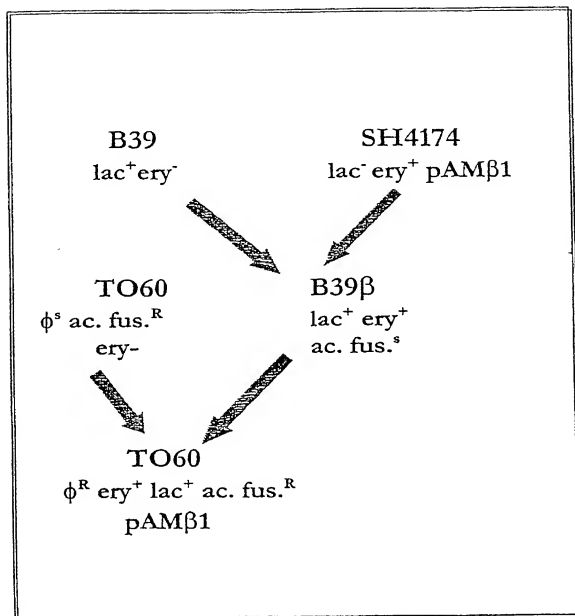 B39
lac⁺ery⁻
SH4174
lac⁻ ery⁺ pAMβ1
TO60
ϕˢ ac. fus.ᴿ
ery-
B39β
lac⁺ ery⁺
ac. fus.ˢ
TO60
ϕᴿ ery⁺ lac⁺ ac. fus.ᴿ
pAMβ1